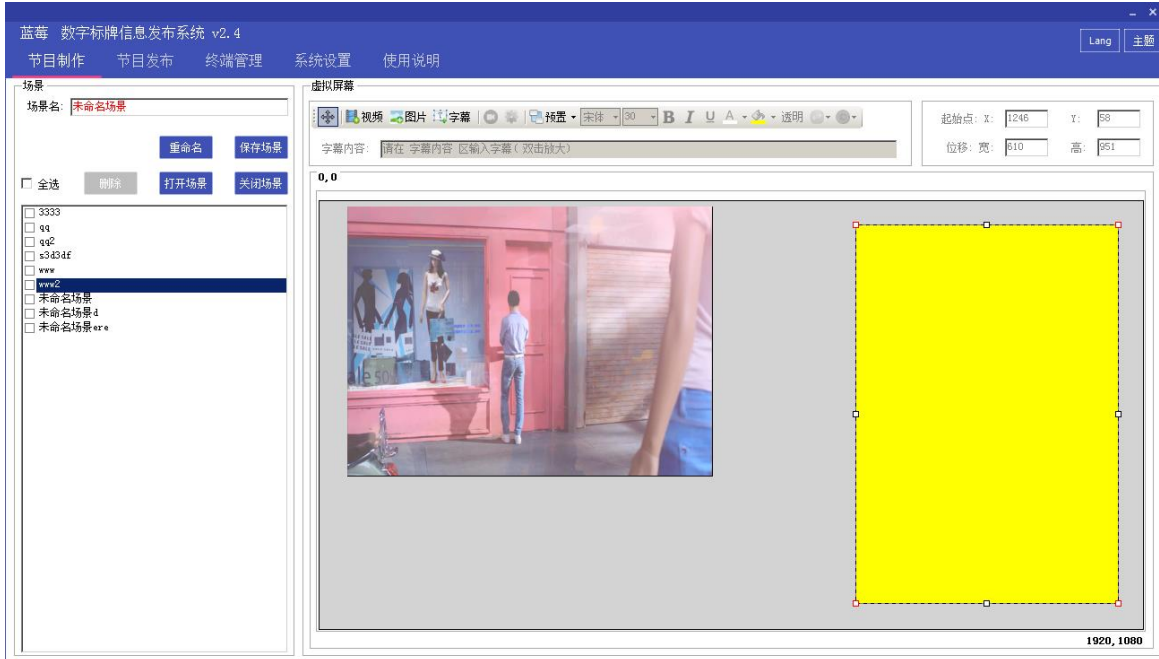 蓝莓 数字标牌信息发布系统 v2.4
Lang 主题
节目制作 节目发布 终端管理 系统设置 使用说明
场景
场景名: 未命名场景
重命名 保存场景
全选 删除 打开场景 关闭场景
3333
qq
qq2
s3d3df
www
www2
未命名场景
未命名场景d
未命名场景ere
虚拟屏幕
视频 图片 字幕 预置 宋体 30 B I U A 透明
字幕内容: 请在 字幕内容 区输入字幕(双击放大)
起始点: X: 1246 Y: 58
位移: 宽: 610 高: 951
0,0
1920,1080